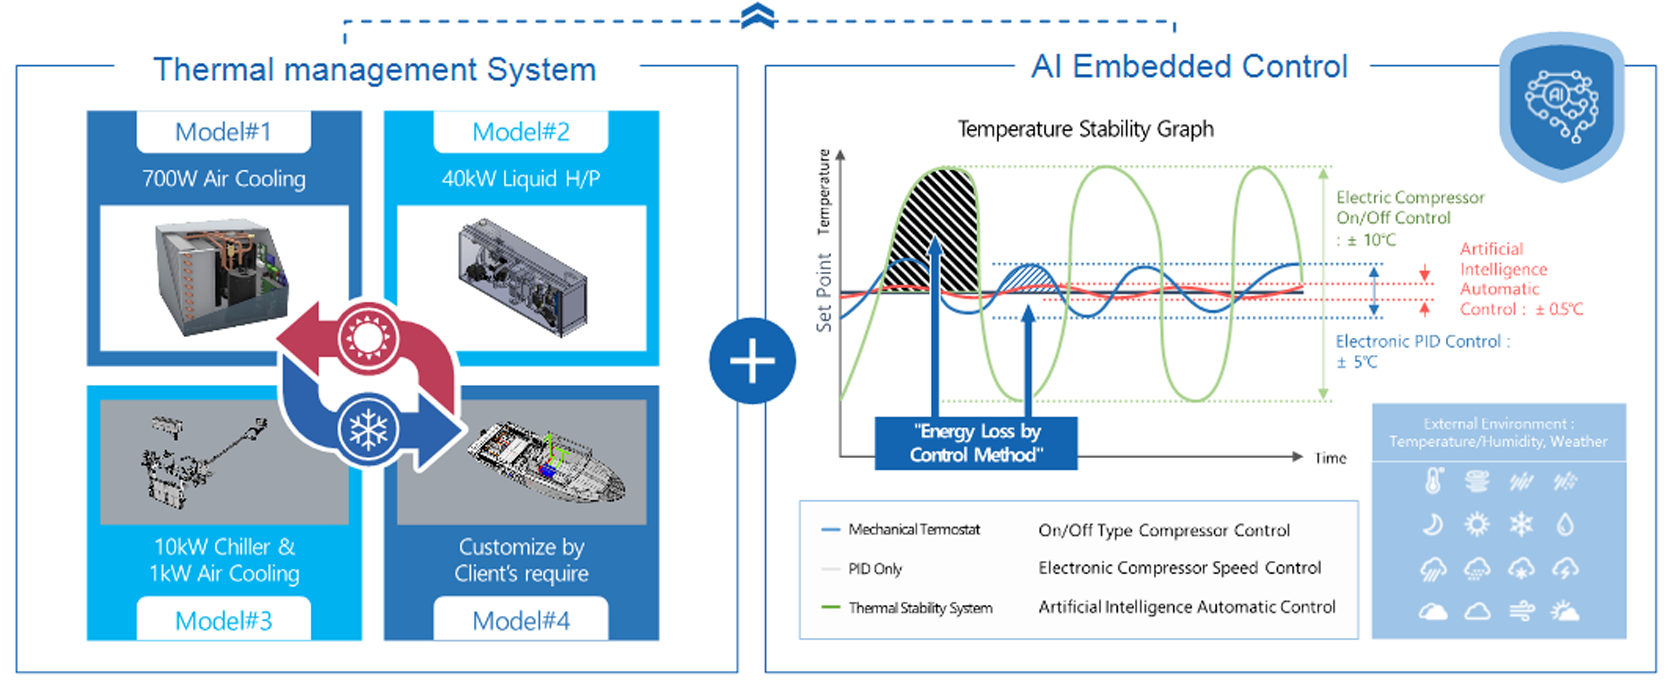 Thermal management System
Model#1
700W Air Cooling
Model#2
40kW Liquid H/P
10kW Chiller &
1kW Air Cooling
Model#3
Customize by
Client's require
Model#4
AI Embedded Control
AI
Temperature Stability Graph
Temperature
Set Point
Electric Compressor
On/Off Control
: ± 10℃
Artificial
Intelligence
Automatic
Control : ± 0.5℃
Electronic PID Control :
± 5℃
"Energy Loss by
Control Method"
Time
Mechanical Termostat On/Off Type Compressor Control
PID Only Electronic Compressor Speed Control
Thermal Stability System Artificial Intelligence Automatic Control
External Environment :
Temperature/Humidity, Weather